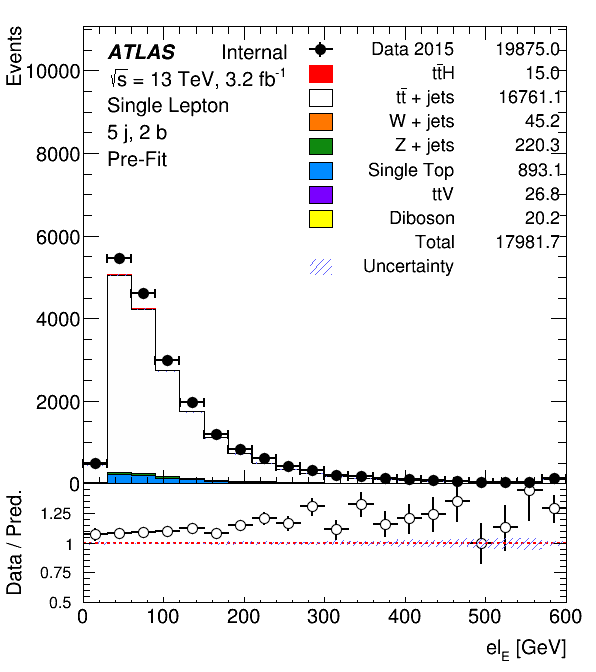 Events
10000
8000
6000
4000
2000
0
ATLAS Internal
√s = 13 TeV, 3.2 fb⁻¹
Single Lepton
5 j, 2 b
Pre-Fit
Data 2015 19875.0
tt̄H 15.0
tt̄ + jets 16761.1
W + jets 45.2
Z + jets 220.3
Single Top 893.1
ttV 26.8
Diboson 20.2
Total 17981.7
Uncertainty
Data / Pred.
1.25
1
0.75
0.5
0 100 200 300 400 500 600
el_E [GeV]